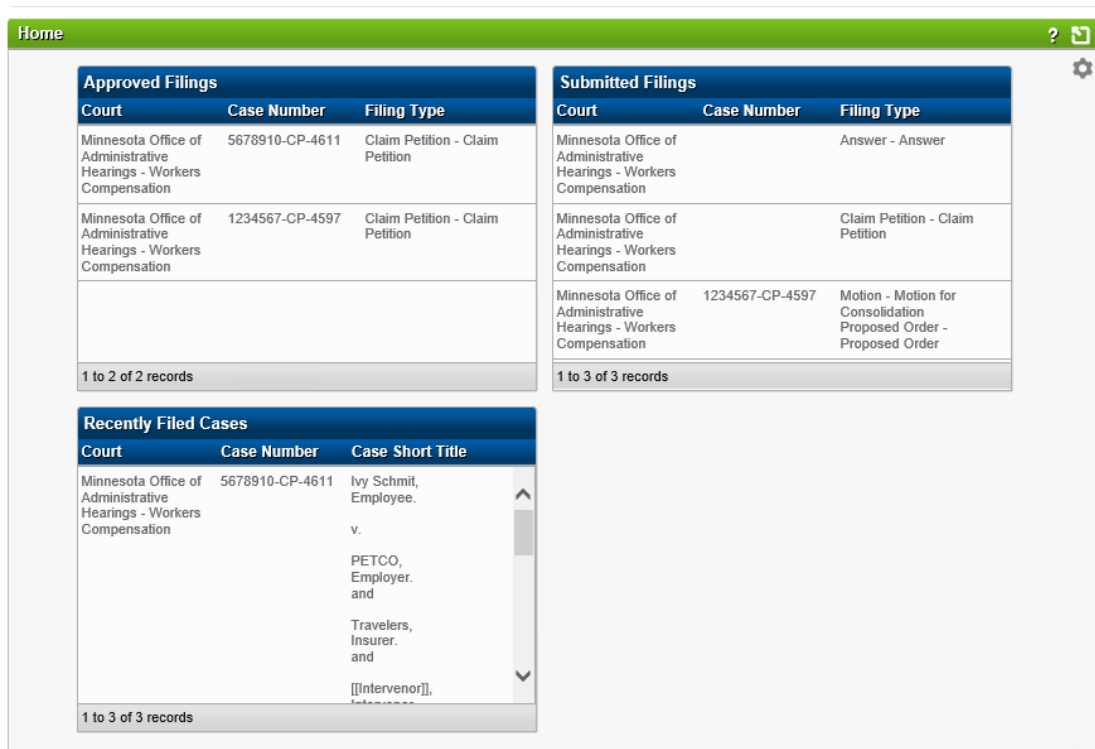 Home ?
Approved Filings
Court Case Number Filing Type
Minnesota Office of 5678910-CP-4611 Claim Petition - Claim
Administrative Petition
Hearings - Workers
Compensation
Minnesota Office of 1234567-CP-4597 Claim Petition - Claim
Administrative Petition
Hearings - Workers
Compensation
1 to 2 of 2 records
Submitted Filings
Court Case Number Filing Type
Minnesota Office of Answer - Answer
Administrative
Hearings - Workers
Compensation
Minnesota Office of Claim Petition - Claim
Administrative Petition
Hearings - Workers
Compensation
Minnesota Office of 1234567-CP-4597 Motion - Motion for
Administrative Consolidation
Hearings - Workers Proposed Order -
Compensation Proposed Order
1 to 3 of 3 records
Recently Filed Cases
Court Case Number Case Short Title
Minnesota Office of 5678910-CP-4611 Ivy Schmit,
Administrative Employee.
Hearings - Workers
Compensation v.
PETCO,
Employer.
and
Travelers,
Insurer.
and
[[Intervenor]],
Intervenor
1 to 3 of 3 records